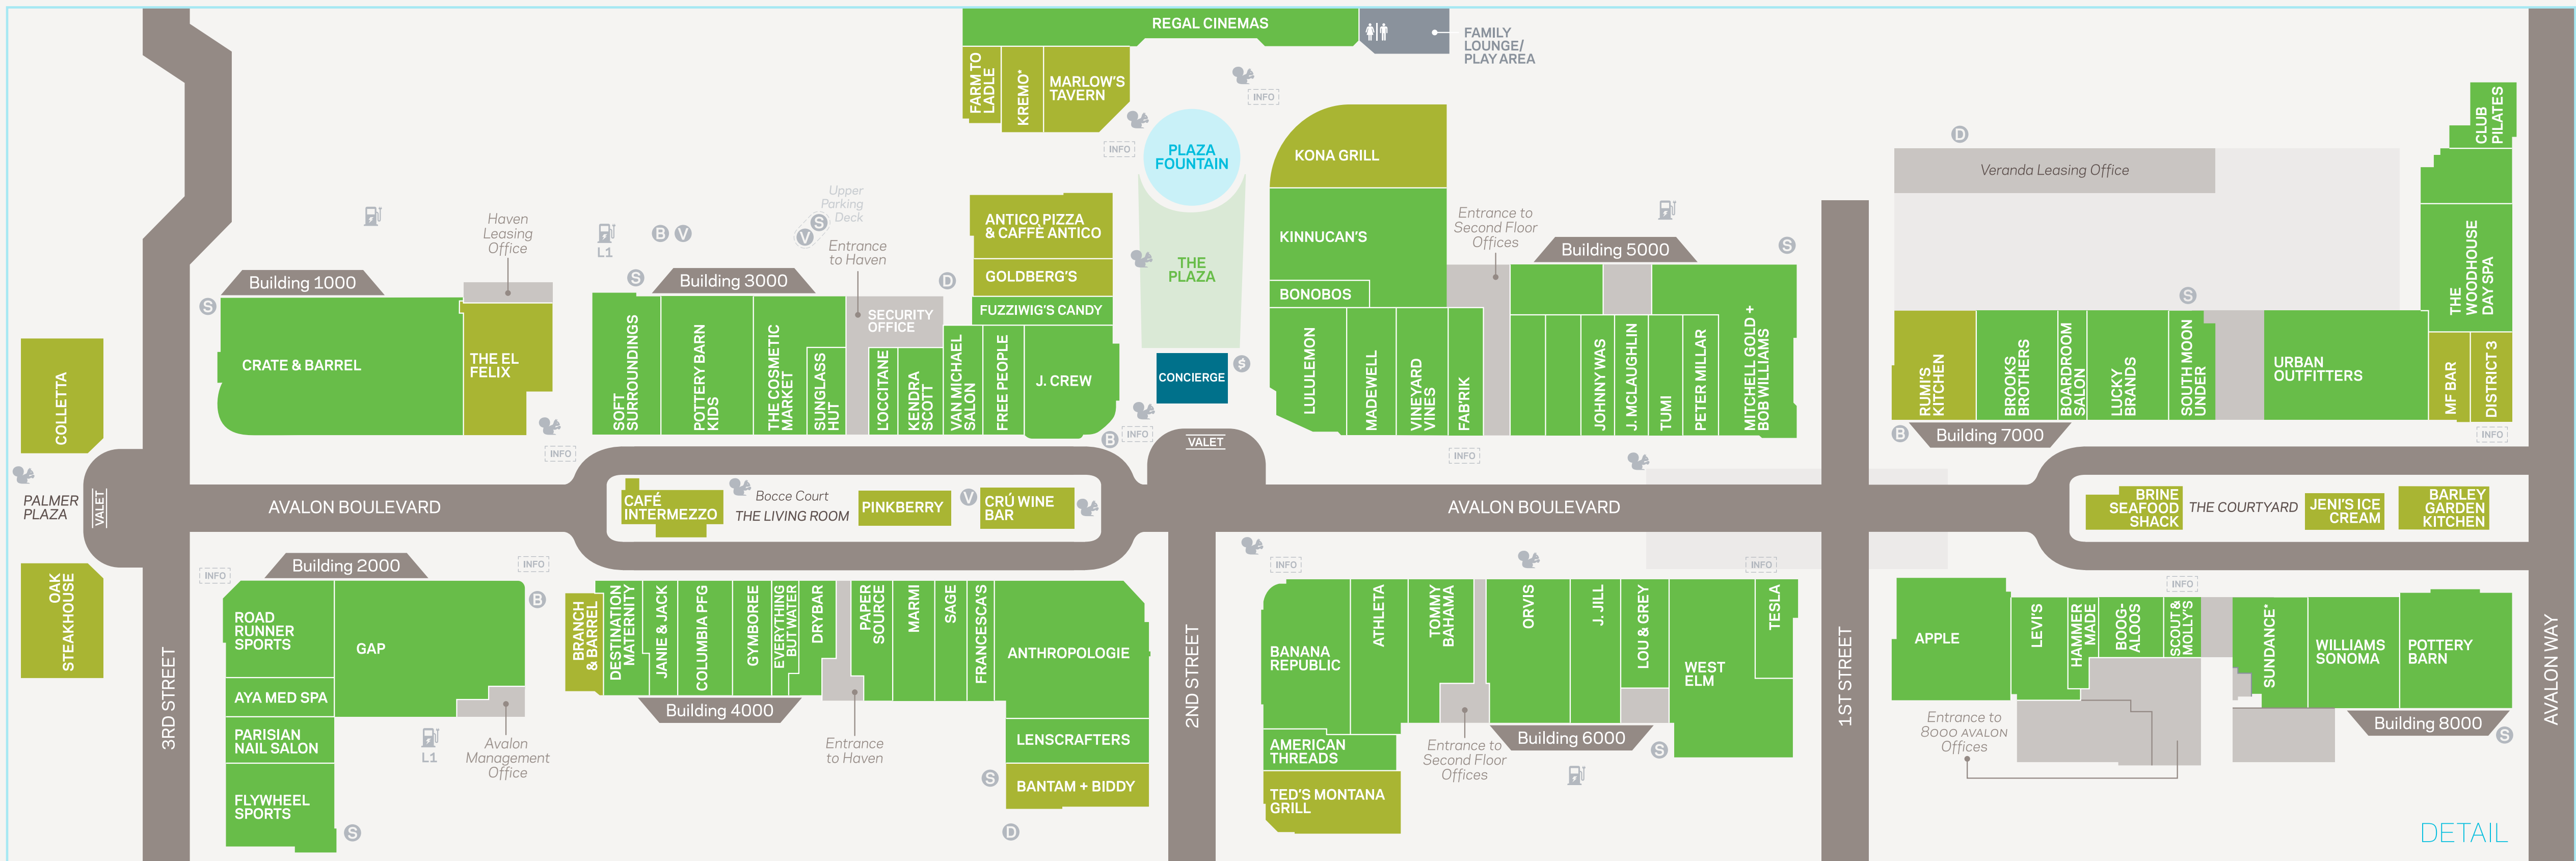 REGAL CINEMAS
FAMILY
LOUNGE/
PLAY AREA
FARM TO
LADLE
KREMO*
MARLOW'S
TAVERN
INFO
INFO
PLAZA
FOUNTAIN
THE
PLAZA
CONCIERGE
$
VALET
KONA GRILL
KINNUCAN'S
BONOBOS
LULULEMON
MADEWELL
VINEYARD
VINES
FAB'RIK
Entrance to
Second Floor
Offices
Building 5000
S
JOHNNY WAS
J. MCLAUGHLIN
TUMI
PETER MILLAR
MITCHELL GOLD +
BOB WILLIAMS
INFO
D
Veranda Leasing Office
CLUB
PILATES
THE
WOODHOUSE
DAY SPA
S
RUMI'S
KITCHEN
BROOKS
BROTHERS
BOARDROOM
SALON
LUCKY
BRANDS
SOUTH MOON
UNDER
URBAN
OUTFITTERS
MF BAR
DISTRICT 3
B
Building 7000
INFO
Haven
Leasing
Office
Building 1000
S
CRATE & BARREL
THE EL
FELIX
INFO
COLLETTA
PALMER
PLAZA
VALET
OAK
STEAKHOUSE
3RD STREET
L1
B
V
Upper
Parking
Deck
S
V
Entrance
to Haven
S
Building 3000
D
SOFT
SURROUNDINGS
POTTERY BARN
KIDS
THE COSMETIC
MARKET
SUNGLASS
HUT
SECURITY
OFFICE
L'OCCITANE
KENDRA
SCOTT
VAN MICHAEL
SALON
FREE PEOPLE
ANTICO PIZZA
& CAFFÈ ANTICO
GOLDBERG'S
FUZZIWIG'S CANDY
J. CREW
B
INFO
AVALON BOULEVARD
CAFÉ
INTERMEZZO
Bocce Court
THE LIVING ROOM
PINKBERRY
V
CRÚ WINE
BAR
AVALON BOULEVARD
BRINE
SEAFOOD
SHACK
THE COURTYARD
JENI'S ICE
CREAM
BARLEY
GARDEN
KITCHEN
INFO
Building 2000
INFO
B
ROAD
RUNNER
SPORTS
GAP
AYA MED SPA
PARISIAN
NAIL SALON
FLYWHEEL
SPORTS
S
L1
Avalon
Management
Office
BRANCH
& BARREL
DESTINATION
MATERNITY
JANIE & JACK
COLUMBIA PFG
GYMBOREE
EVERYTHING
BUT WATER
DRYBAR
PAPER
SOURCE
MARMI
SAGE
FRANCESCA'S
ANTHROPOLOGIE
Building 4000
Entrance
to Haven
LENSCRAFTERS
BANTAM + BIDDY
S
D
2ND STREET
INFO
INFO
BANANA
REPUBLIC
ATHLETA
TOMMY
BAHAMA
ORVIS
J. JILL
LOU & GREY
WEST
ELM
TESLA
AMERICAN
THREADS
TED'S MONTANA
GRILL
Entrance to
Second Floor
Offices
Building 6000
S
1ST STREET
INFO
APPLE
LEVI'S
HAMMER
MADE
BOOG-
ALOOS
SCOUT &
MOLLY'S
SUNDANCE*
WILLIAMS
SONOMA
POTTERY
BARN
Entrance to
8000 AVALON
Offices
Building 8000
S
AVALON WAY
DETAIL